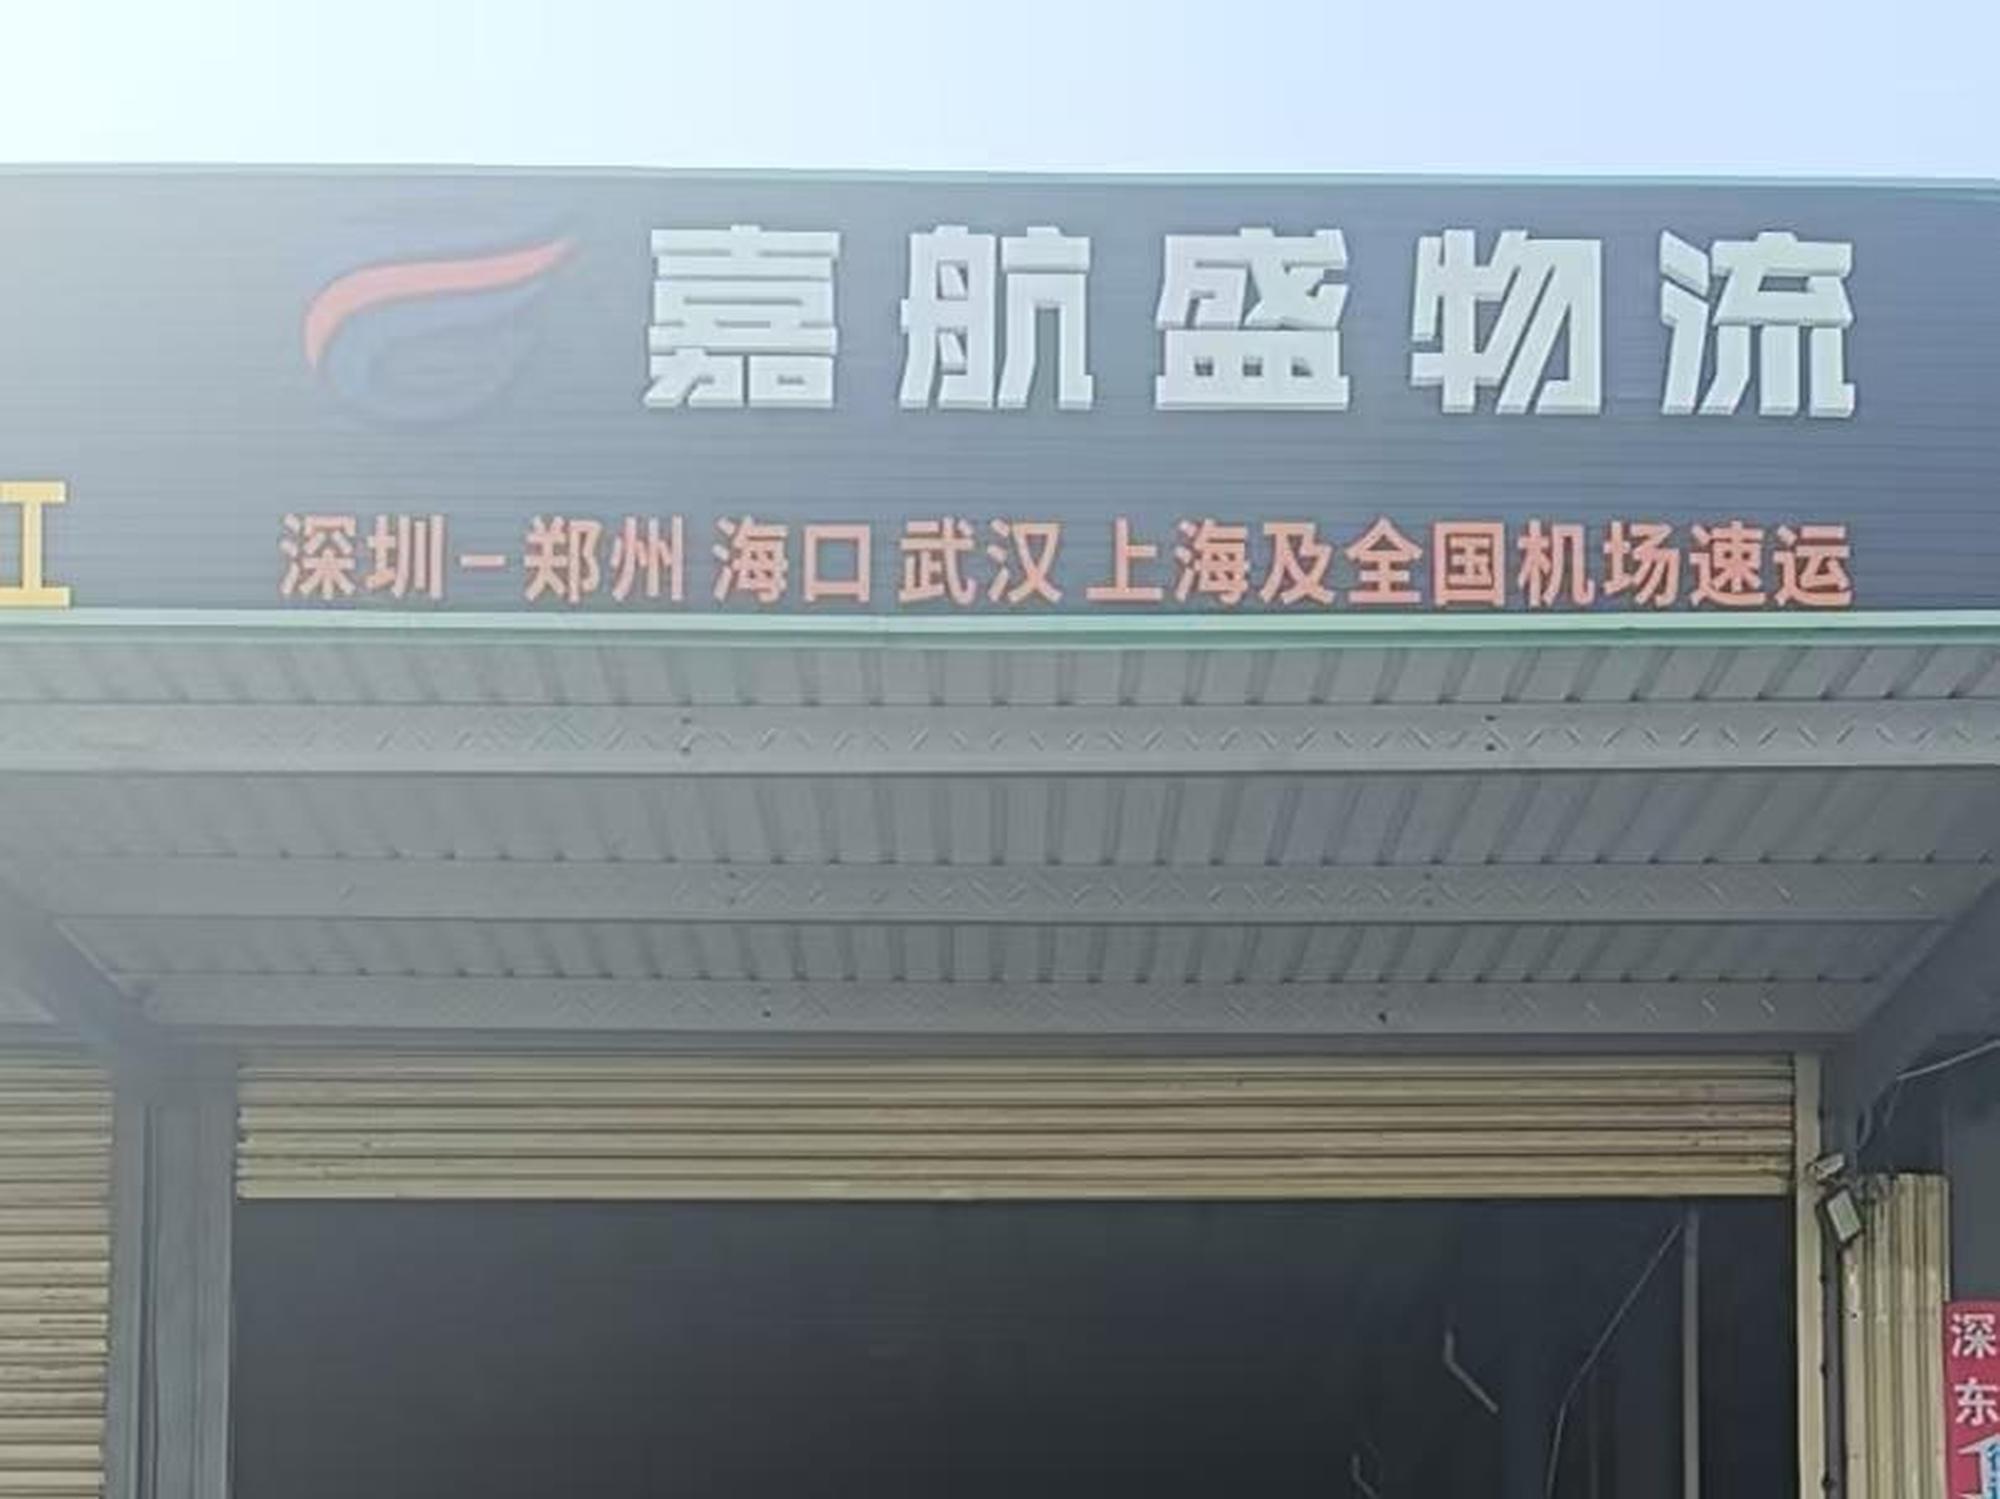 嘉航盛物流
工
深圳-郑州 海口 武汉 上海及全国机场速运
深
东